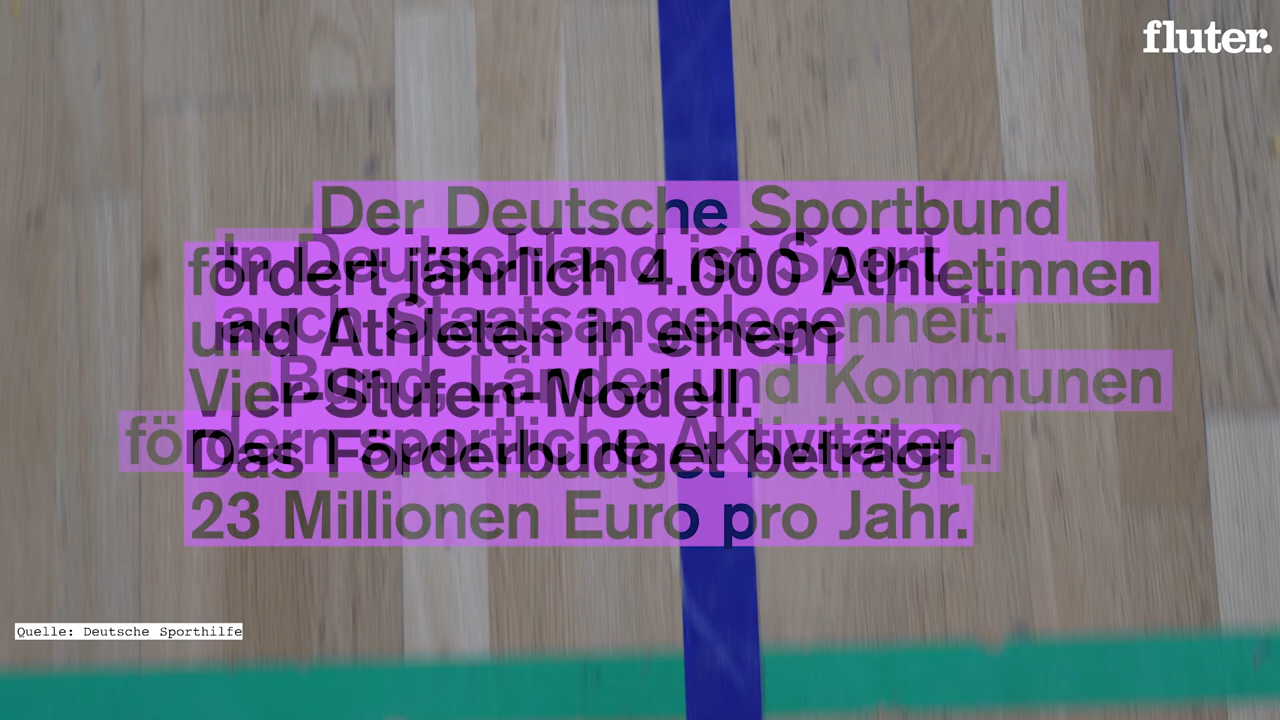 fluter.
Der Deutsche Sportbund
fördert jährlich 4.000 Athletinnen
und Athleten in einem
Vier-Stufen-Modell.
Das Förderbudget beträgt
23 Millionen Euro pro Jahr.
In Deutschland ist Sport
auch Staatsangelegenheit.
Bund, Länder und Kommunen
fördern sportliche Aktivitäten.
Quelle: Deutsche Sporthilfe